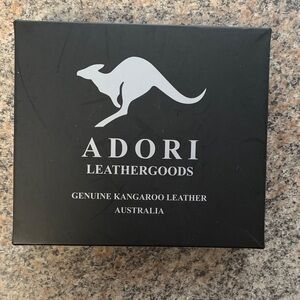 ADORI
LEATHERGOODS
GENUINE KANGAROO LEATHER
AUSTRALIA